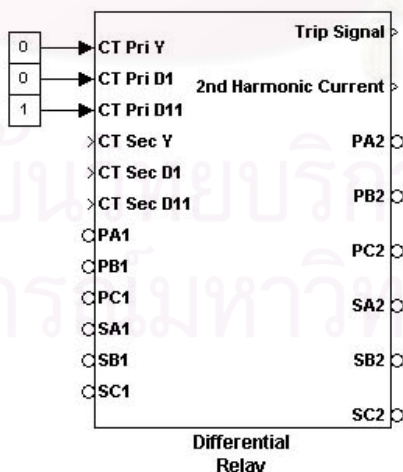 0 CT Pri Y Trip Signal
0 CT Pri D1 2nd Harmonic Current
1 CT Pri D11
CT Sec Y PA2
CT Sec D1
CT Sec D11 PB2
PA1
PB1 PC2
PC1
SA1 SA2
SB1 SB2
SC1
SC2
Differential
Relay